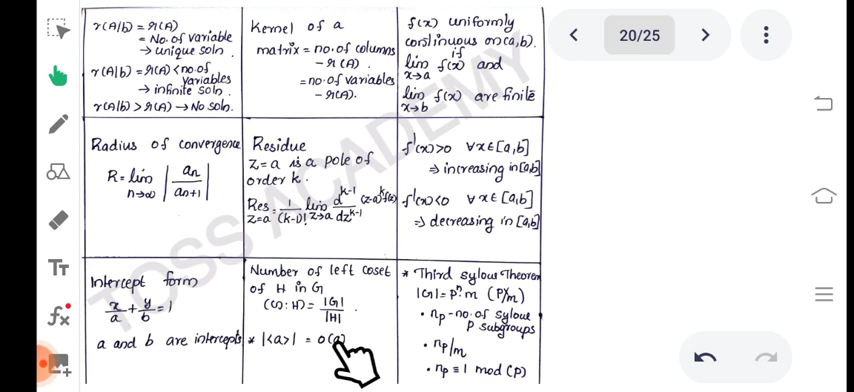 r(A/b) = r(A)
= No. of variable
→ unique soln.
r(A|b) = r(A) < no. of variables
→ infinite soln.
r(A|b) > r(A) → No soln.
Kernel of a
matrix = no. of columns
- r(A)
= no. of variables
- r(A).
f(x) uniformly
continuous on (a,b).
if
lim x→a f(x) and
lim x→b f(x) are finite
Radius of convergence
R = lim n→∞ |an / an+1|
Residue
z=a is a pole of
order k.
Res z=a = 1/(k-1)! lim z→a d^k-1/dz^k-1 (z-a)^k f(z)
f'(x)>0 ∀x∈[a,b]
⇒ increasing in [a,b]
f'(x)<0 ∀x∈[a,b]
⇒ decreasing in [a,b]
Intercept form
x/a + y/b = 1
a and b are intercepts
Number of left coset
of H in G
(G:H) = |G|/|H|.
* |<a>| = o(a)
* Third sylow Theorem
|G| = p^n m (p∤m)
• np - no. of sylow
p subgroups
• np/m
• np ≡ 1 mod (p)
20/25
Tт
fx
TOSS ACADEMY